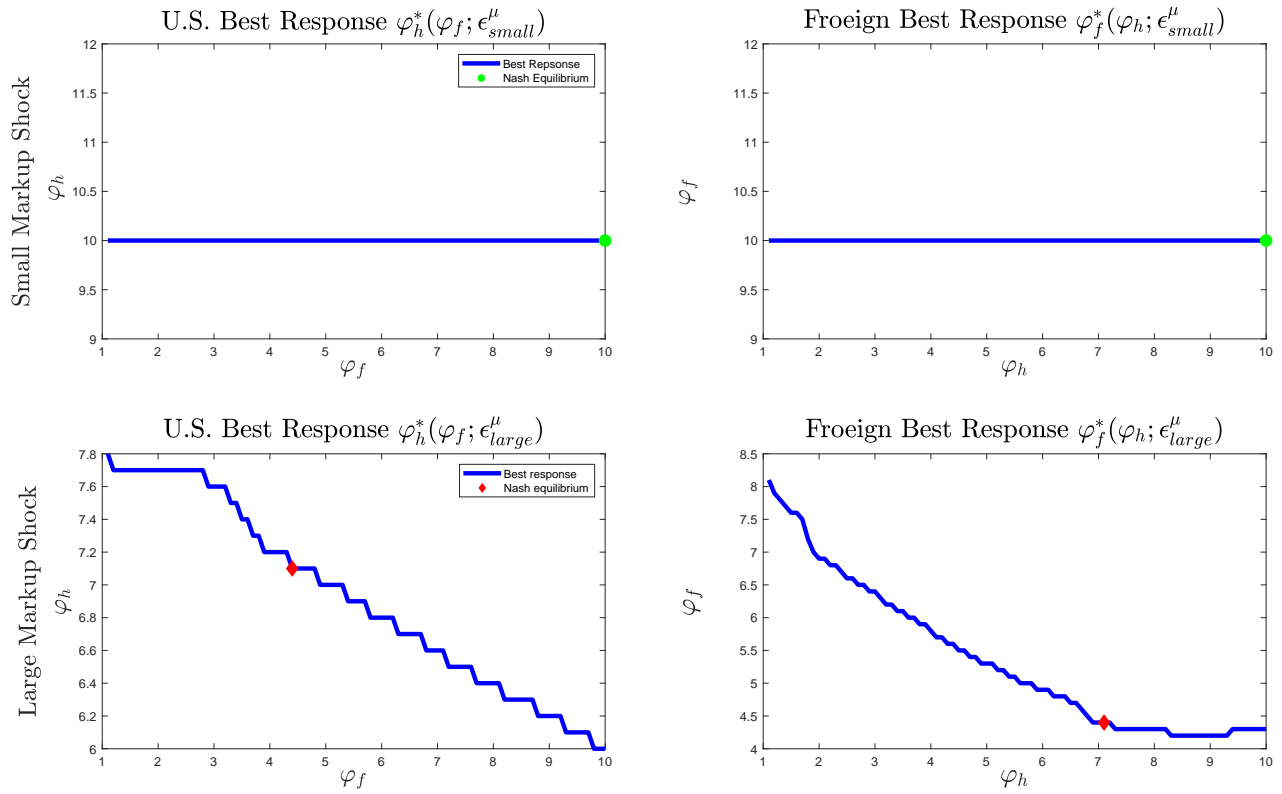 U.S. Best Response φ*_h(φ_f; ϵ^μ_small)
Froeign Best Response φ*_f(φ_h; ϵ^μ_small)
Small Markup Shock
φ_h
12
11.5
11
10.5
10
9.5
9
Best Repsonse
Nash Equilibrium
1 2 3 4 5 6 7 8 9 10
φ_f
φ_f
12
11.5
11
10.5
10
9.5
9
1 2 3 4 5 6 7 8 9 10
φ_h
U.S. Best Response φ*_h(φ_f; ϵ^μ_large)
Froeign Best Response φ*_f(φ_h; ϵ^μ_large)
Large Markup Shock
φ_h
7.8
7.6
7.4
7.2
7
6.8
6.6
6.4
6.2
6
Best response
Nash equilibrium
1 2 3 4 5 6 7 8 9 10
φ_f
φ_f
8.5
8
7.5
7
6.5
6
5.5
5
4.5
4
1 2 3 4 5 6 7 8 9 10
φ_h